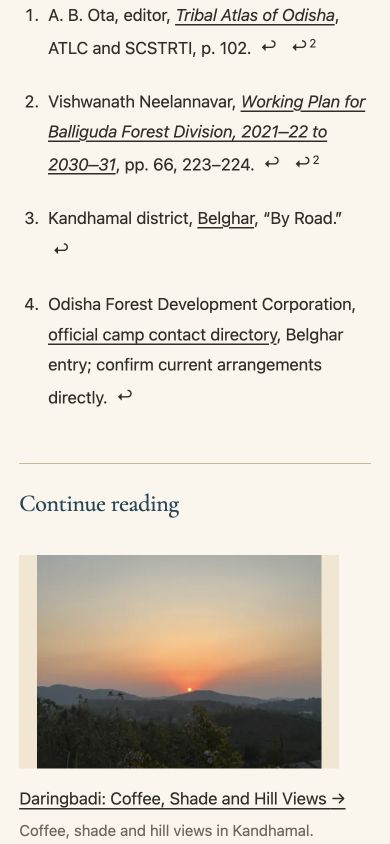 1. A. B. Ota, editor, Tribal Atlas of Odisha,
ATLC and SCSTRTI, p. 102. ↩ ↩2
2. Vishwanath Neelannavar, Working Plan for
Balliguda Forest Division, 2021–22 to
2030–31, pp. 66, 223–224. ↩ ↩2
3. Kandhamal district, Belghar, “By Road.”
↩
4. Odisha Forest Development Corporation,
official camp contact directory, Belghar
entry; confirm current arrangements
directly. ↩
Continue reading
Daringbadi: Coffee, Shade and Hill Views →
Coffee, shade and hill views in Kandhamal.